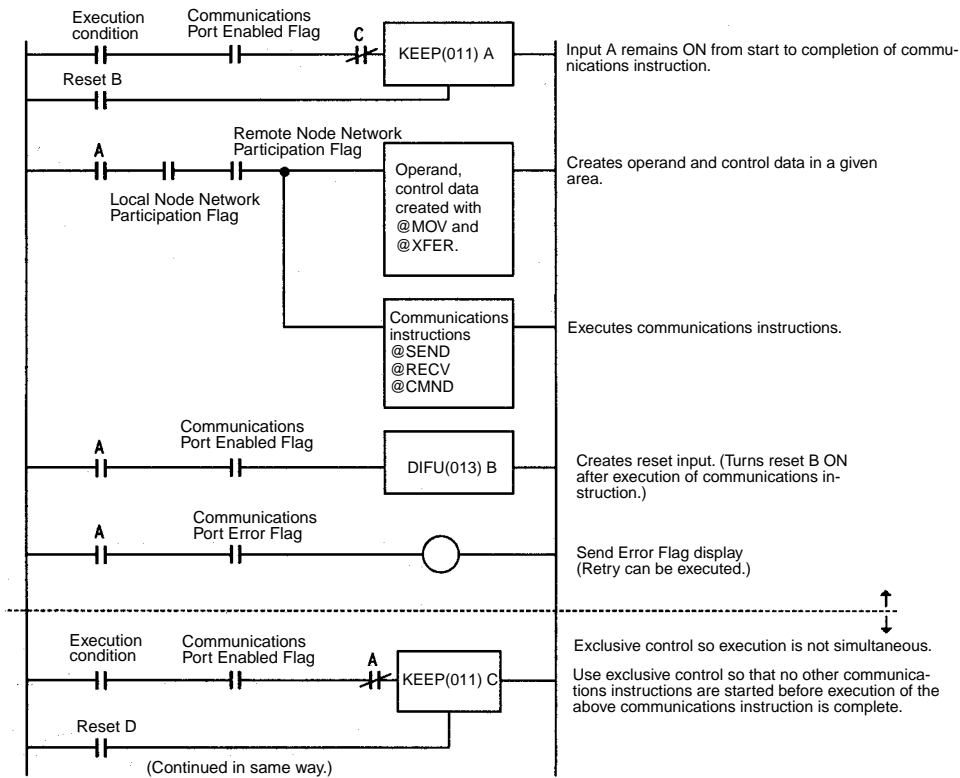 Execution
condition
Communications
Port Enabled Flag
C
KEEP(011) A
Input A remains ON from start to completion of commu-
nications instruction.
Reset B
A
Remote Node Network
Participation Flag
Local Node Network
Participation Flag
Operand,
control data
created with
@MOV and
@XFER.
Creates operand and control data in a given
area.
Communications
instructions
@SEND
@RECV
@CMND
Executes communications instructions.
A
Communications
Port Enabled Flag
DIFU(013) B
Creates reset input. (Turns reset B ON
after execution of communications in-
struction.)
A
Communications
Port Error Flag
Send Error Flag display
(Retry can be executed.)
Exclusive control so execution is not simultaneous.
Execution
condition
Communications
Port Enabled Flag
A
KEEP(011) C
Use exclusive control so that no other communica-
tions instructions are started before execution of the
above communications instruction is complete.
Reset D
(Continued in same way.)